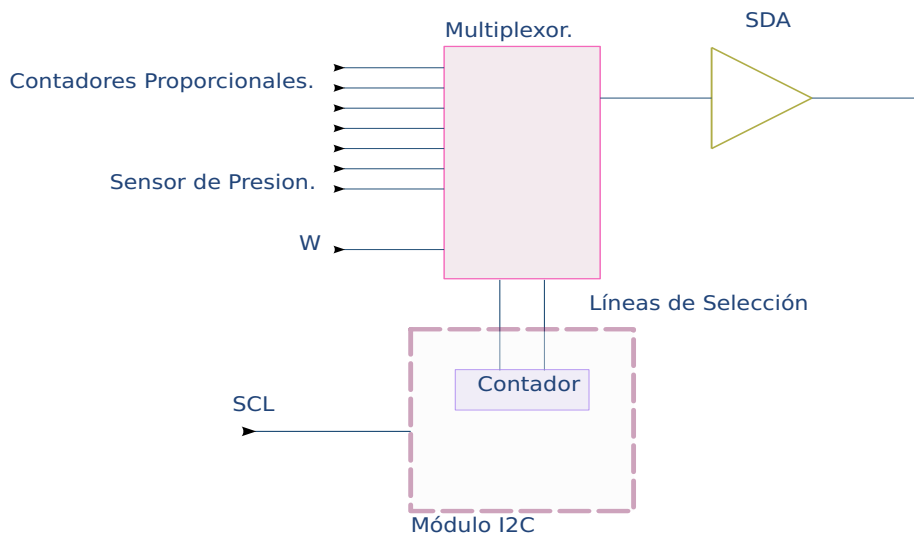 SDA
Multiplexor.
Contadores Proporcionales.
Sensor de Presion.
W
Líneas de Selección
Contador
SCL
Módulo I2C